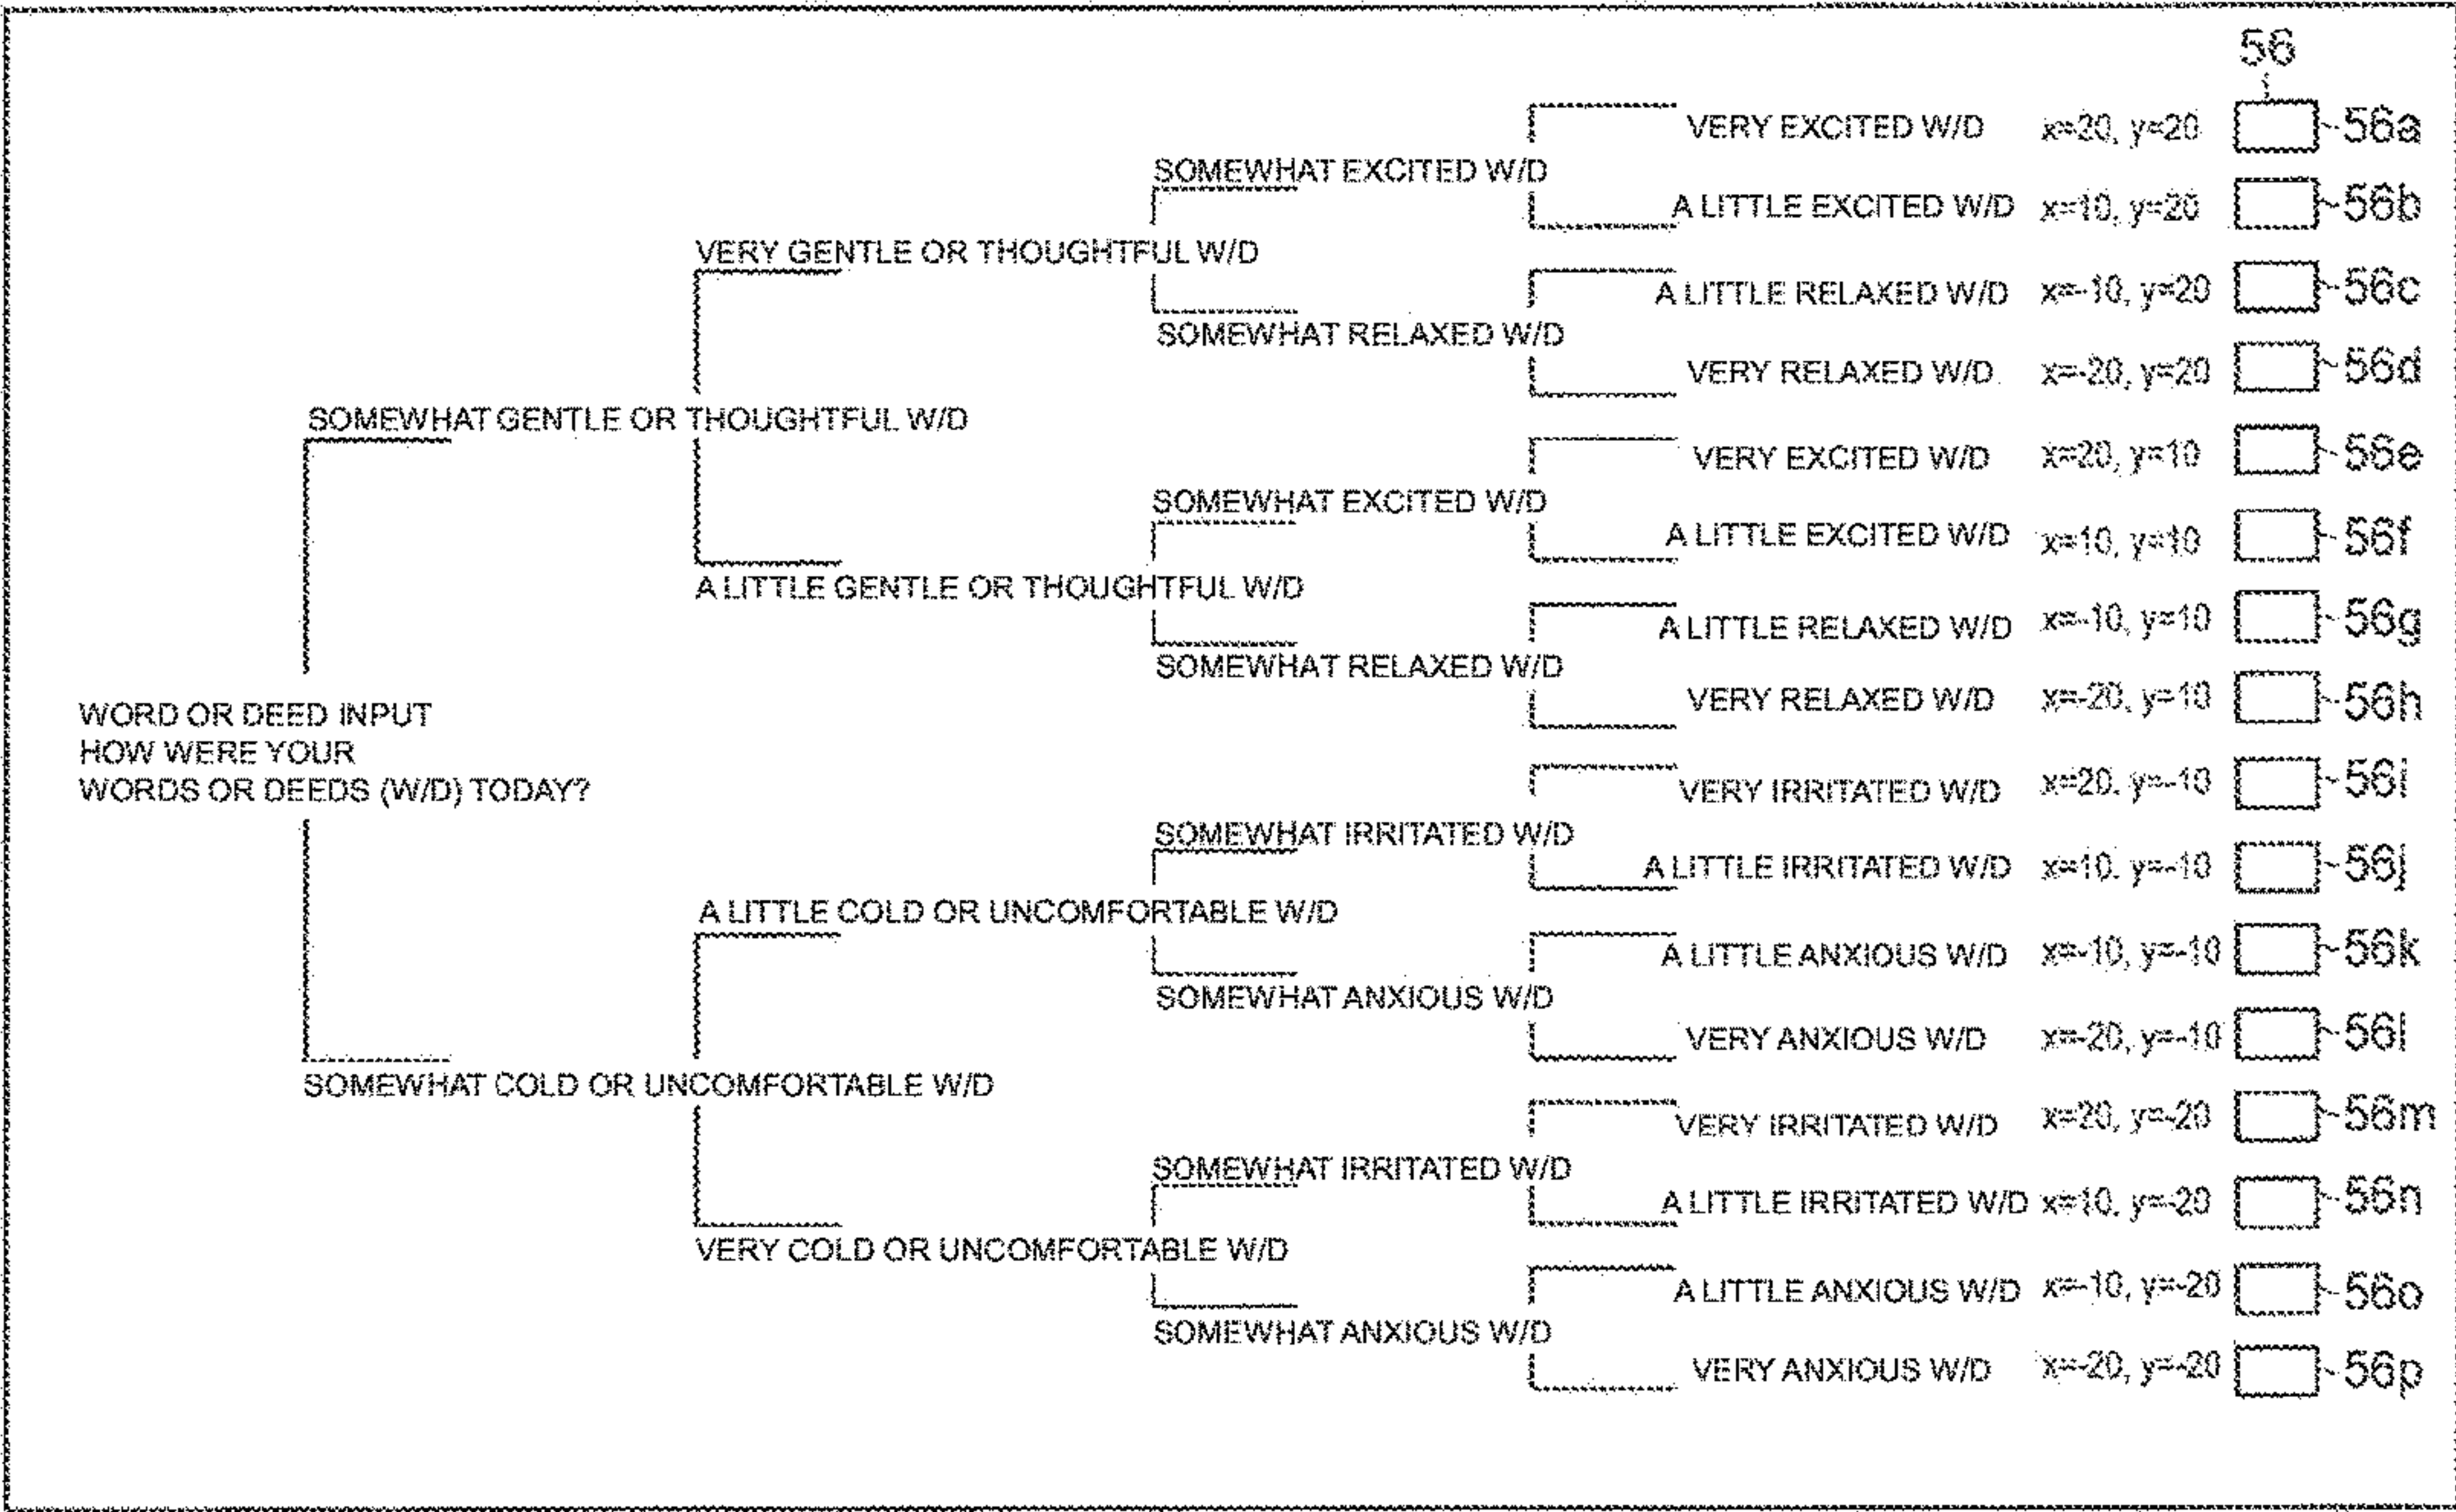 56
VERY EXCITED W/D x=20, y=20 56a
SOMEWHAT EXCITED W/D
A LITTLE EXCITED W/D x=10, y=20 56b
VERY GENTLE OR THOUGHTFUL W/D
A LITTLE RELAXED W/D x=-10, y=20 56c
SOMEWHAT RELAXED W/D
VERY RELAXED W/D x=-20, y=20 56d
SOMEWHAT GENTLE OR THOUGHTFUL W/D
VERY EXCITED W/D x=20, y=10 56e
SOMEWHAT EXCITED W/D
A LITTLE EXCITED W/D x=10, y=10 56f
A LITTLE GENTLE OR THOUGHTFUL W/D
A LITTLE RELAXED W/D x=-10, y=10 56g
SOMEWHAT RELAXED W/D
VERY RELAXED W/D x=-20, y=10 56h
WORD OR DEED INPUT
HOW WERE YOUR
WORDS OR DEEDS (W/D) TODAY?
VERY IRRITATED W/D x=20, y=-10 56i
SOMEWHAT IRRITATED W/D
A LITTLE IRRITATED W/D x=10, y=-10 56j
A LITTLE COLD OR UNCOMFORTABLE W/D
A LITTLE ANXIOUS W/D x=-10, y=-10 56k
SOMEWHAT ANXIOUS W/D
VERY ANXIOUS W/D x=-20, y=-10 56l
SOMEWHAT COLD OR UNCOMFORTABLE W/D
VERY IRRITATED W/D x=20, y=-20 56m
SOMEWHAT IRRITATED W/D
A LITTLE IRRITATED W/D x=10, y=-20 56n
VERY COLD OR UNCOMFORTABLE W/D
A LITTLE ANXIOUS W/D x=-10, y=-20 56o
SOMEWHAT ANXIOUS W/D
VERY ANXIOUS W/D x=-20, y=-20 56p